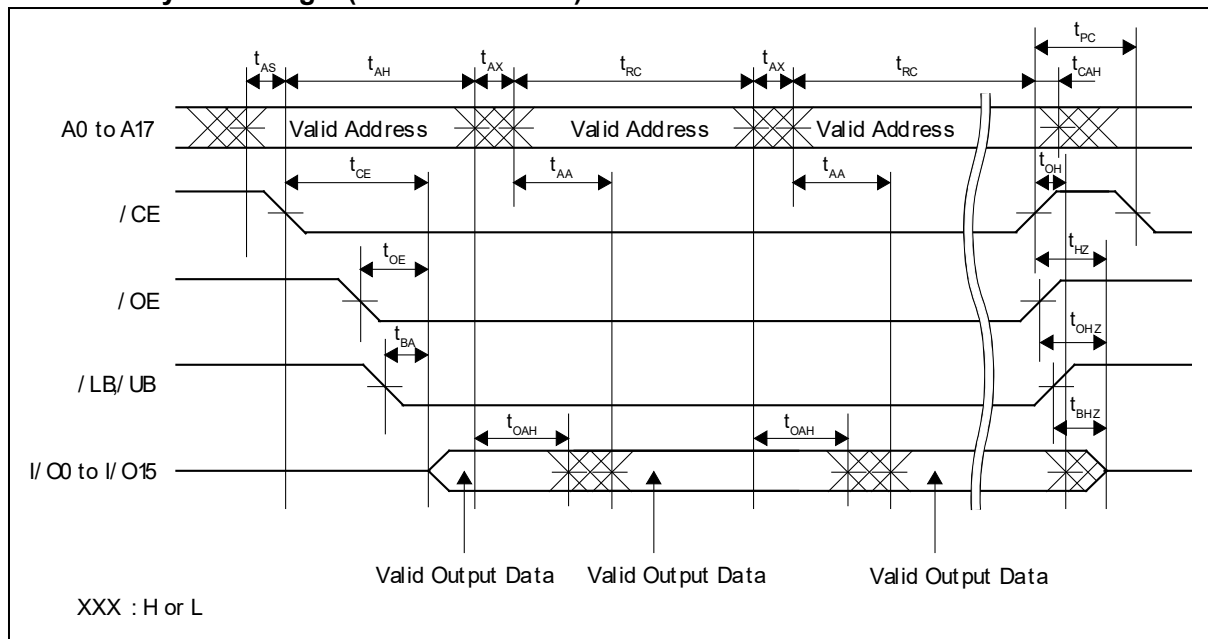 tPC
tAS tAH tAX tRC tAX tRC tCAH
A0 to A17 Valid Address Valid Address Valid Address
tCE tAA tAA tOH
/CE
tOE tHZ
/OE
tBA tOHZ
/LB,/UB
tOAH tOAH tBHZ
I/O0 to I/O15
Valid Output Data Valid Output Data Valid Output Data
XXX : H or L